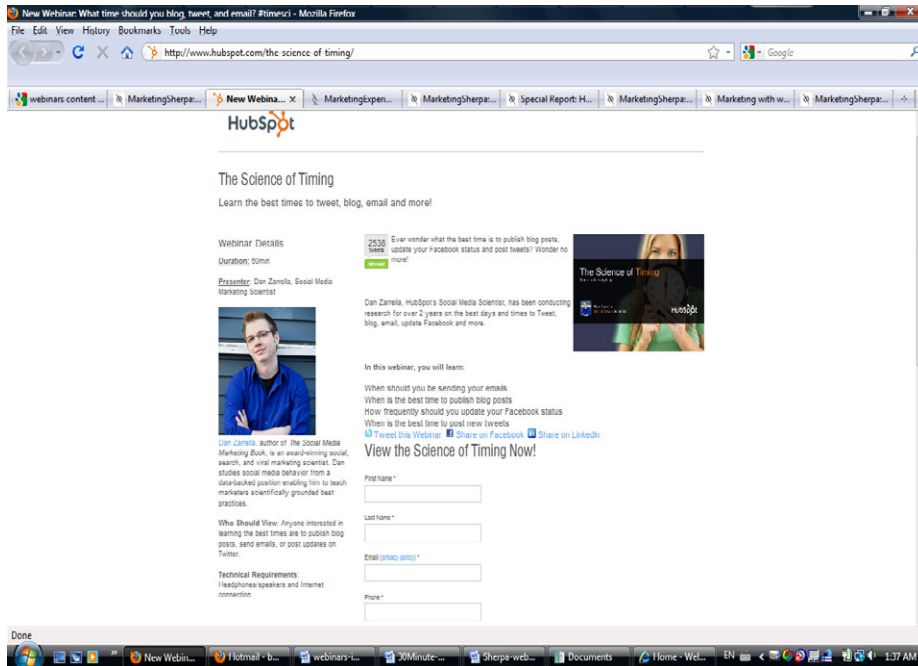 New Webinar: What time should you blog, tweet, and email? #timesci - Mozilla Firefox
File Edit View History Bookmarks Tools Help
http://www.hubspot.com/the-science-of-timing/
Google
webinars content ...
MarketingSherpa:...
New Webina... X
MarketingExpen...
MarketingSherpa:...
Special Report: H...
MarketingSherpa:...
Marketing with w...
MarketingSherpa:...
HubSpot
The Science of Timing
Learn the best times to tweet, blog, email and more!
Webinar Details
Duration: 60min
Presenter: Dan Zarrella, Social Media
Marketing Scientist
Dan Zarrella, author of The Social Media
Marketing Book, is an award-winning social,
search, and viral marketing scientist. Dan
studies social media behavior from a
data-backed position enabling him to teach
marketers scientifically grounded best
practices.
Who Should View: Anyone interested in
learning the best times are to publish blog
posts, send emails, or post updates on
Twitter.
Technical Requirements:
Headphones/speakers and Internet
connection
2538
tweets
retweet
Ever wonder what the best time is to publish blog posts,
update your Facebook status and post tweets? Wonder no
more!
The Science of Timing
HubSpot
Dan Zarrella, HubSpot's Social Media Scientist, has been conducting
research for over 2 years on the best days and times to Tweet,
blog, email, update Facebook and more.
In this webinar, you will learn:
When should you be sending your emails
When is the best time to publish blog posts
How frequently should you update your Facebook status
When is the best time to post new tweets
Tweet this Webinar Share on Facebook Share on LinkedIn
View the Science of Timing Now!
First Name *
Last Name *
Email (privacy policy) *
Phone *
Done
New Webin...
Hotmail - b...
webinars-i...
30Minute-...
Sherpa-web...
Documents
Home - Wel...
EN
1:37 AM